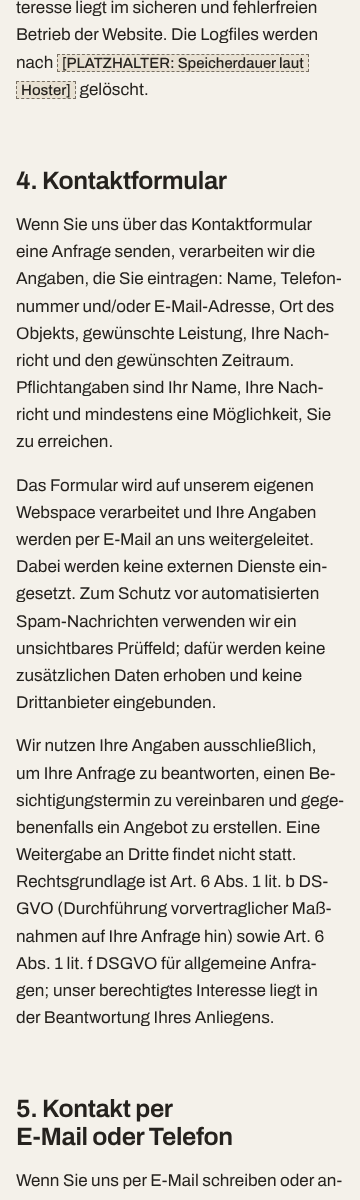 teresse liegt im sicheren und fehlerfreien
Betrieb der Website. Die Logfiles werden
nach [PLATZHALTER: Speicherdauer laut
Hoster] gelöscht.
4. Kontaktformular
Wenn Sie uns über das Kontaktformular
eine Anfrage senden, verarbeiten wir die
Angaben, die Sie eintragen: Name, Telefon-
nummer und/oder E-Mail-Adresse, Ort des
Objekts, gewünschte Leistung, Ihre Nach-
richt und den gewünschten Zeitraum.
Pflichtangaben sind Ihr Name, Ihre Nach-
richt und mindestens eine Möglichkeit, Sie
zu erreichen.
Das Formular wird auf unserem eigenen
Webspace verarbeitet und Ihre Angaben
werden per E-Mail an uns weitergeleitet.
Dabei werden keine externen Dienste ein-
gesetzt. Zum Schutz vor automatisierten
Spam-Nachrichten verwenden wir ein
unsichtbares Prüffeld; dafür werden keine
zusätzlichen Daten erhoben und keine
Drittanbieter eingebunden.
Wir nutzen Ihre Angaben ausschließlich,
um Ihre Anfrage zu beantworten, einen Be-
sichtigungstermin zu vereinbaren und gege-
benenfalls ein Angebot zu erstellen. Eine
Weitergabe an Dritte findet nicht statt.
Rechtsgrundlage ist Art. 6 Abs. 1 lit. b DS-
GVO (Durchführung vorvertraglicher Maß-
nahmen auf Ihre Anfrage hin) sowie Art. 6
Abs. 1 lit. f DSGVO für allgemeine Anfra-
gen; unser berechtigtes Interesse liegt in
der Beantwortung Ihres Anliegens.
5. Kontakt per
E-Mail oder Telefon
Wenn Sie uns per E-Mail schreiben oder an-